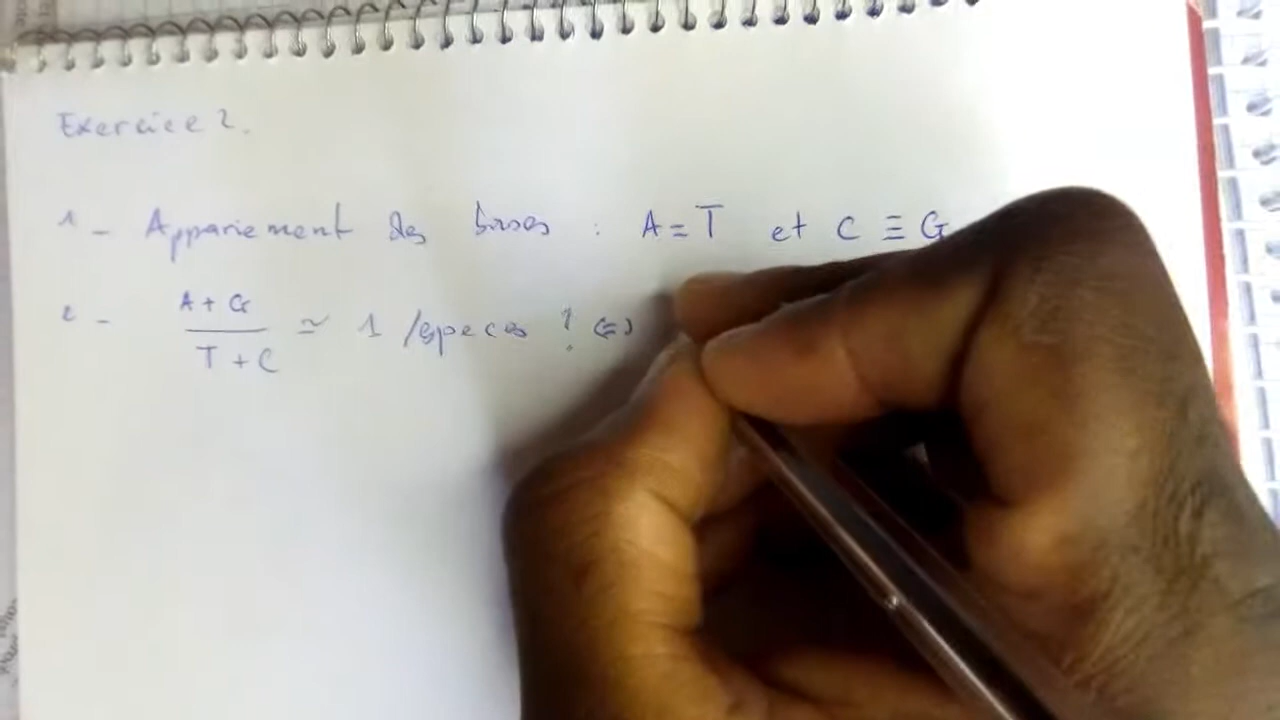 Exercice 2.
1 - Appariement des bases : A = T et C ≡ G
2 - A + G / T + C ≃ 1 /espèces ! (=)